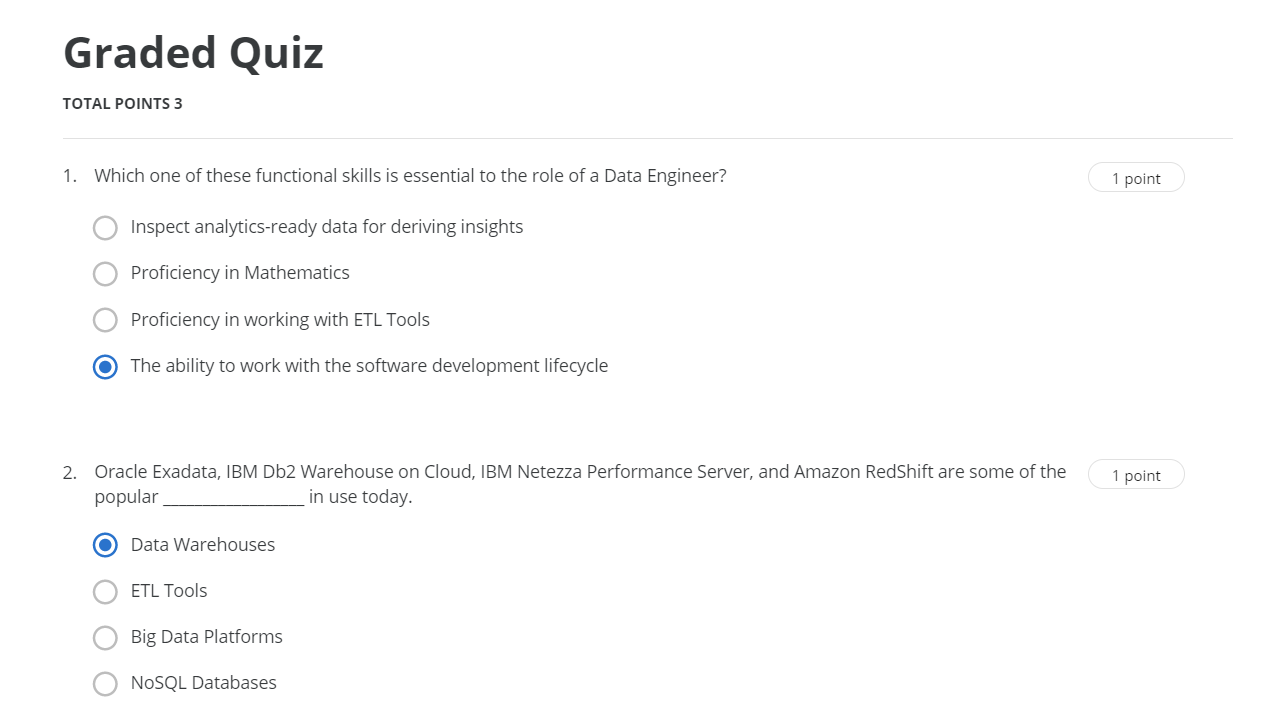 Graded Quiz
TOTAL POINTS 3
1. Which one of these functional skills is essential to the role of a Data Engineer?
1 point
Inspect analytics-ready data for deriving insights
Proficiency in Mathematics
Proficiency in working with ETL Tools
The ability to work with the software development lifecycle
2. Oracle Exadata, IBM Db2 Warehouse on Cloud, IBM Netezza Performance Server, and Amazon RedShift are some of the
1 point
popular __________________ in use today.
Data Warehouses
ETL Tools
Big Data Platforms
NoSQL Databases